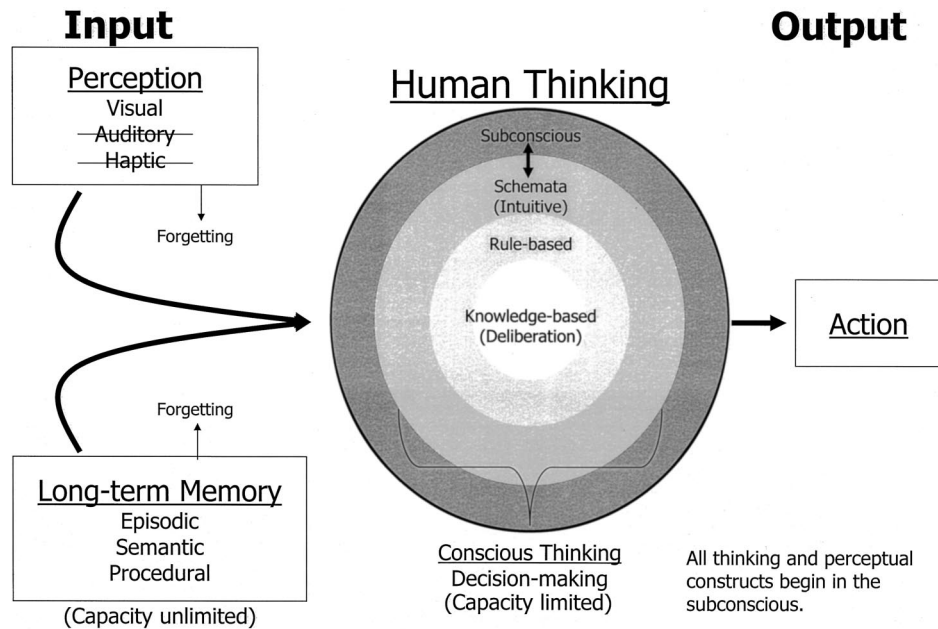 Input
Output
Perception
Visual
Auditory
Haptic
Forgetting
Human Thinking
Subconscious
Schemata
(Intuitive)
Rule-based
Knowledge-based
(Deliberation)
Action
Forgetting
Long-term Memory
Episodic
Semantic
Procedural
(Capacity unlimited)
Conscious Thinking
Decision-making
(Capacity limited)
All thinking and perceptual
constructs begin in the
subconscious.